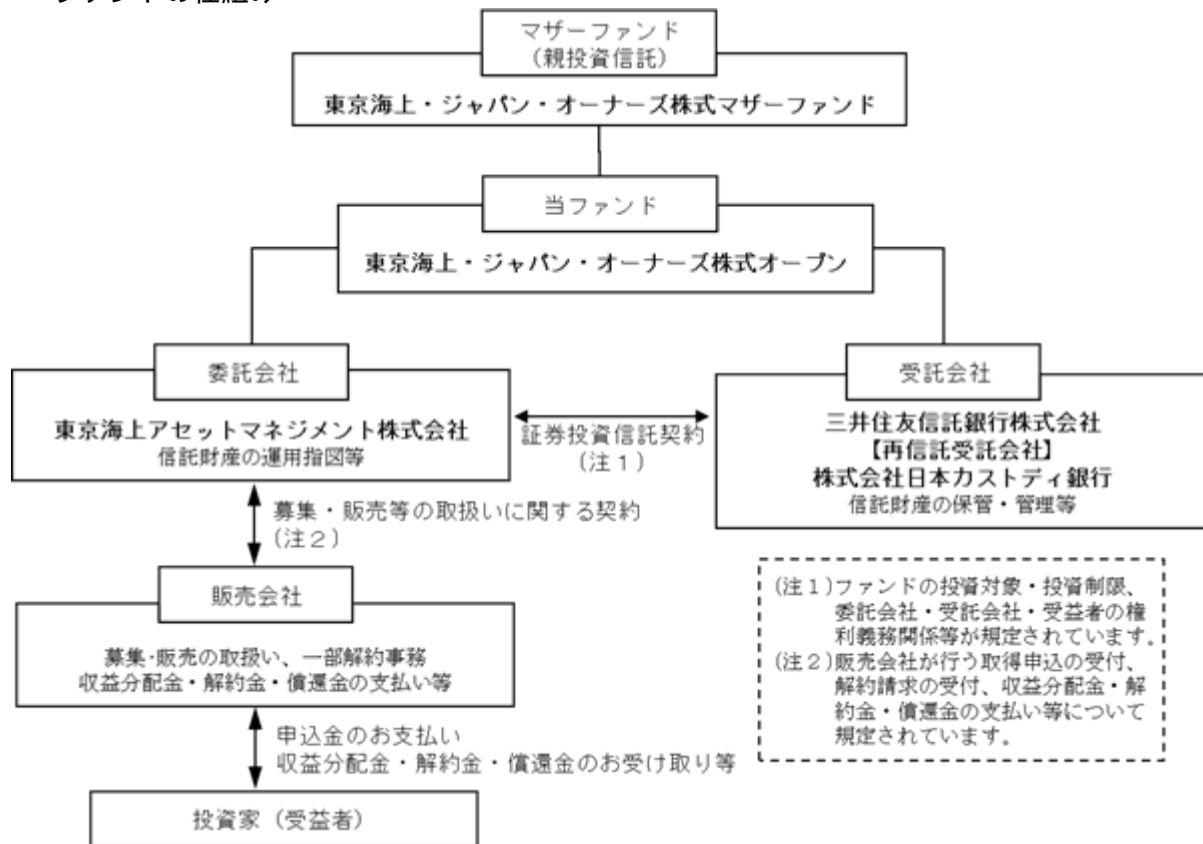 ファンドの仕組み
マザーファンド
(親投資信託)
東京海上・ジャパン・オーナーズ株式マザーファンド
当ファンド
東京海上・ジャパン・オーナーズ株式オープン
委託会社
東京海上アセットマネジメント株式会社
信託財産の運用指図等
証券投資信託契約
(注1)
受託会社
三井住友信託銀行株式会社
【再信託受託会社】
株式会社日本カストディ銀行
信託財産の保管・管理等
募集・販売等の取扱いに関する契約
(注2)
販売会社
募集・販売の取扱い、一部解約事務
収益分配金・解約金・償還金の支払い等
申込金のお支払い
収益分配金・解約金・償還金のお受け取り等
投資家(受益者)
(注1)ファンドの投資対象・投資制限、
委託会社・受託会社・受益者の権
利義務関係等が規定されています。
(注2)販売会社が行う取得申込の受付、
解約請求の受付、収益分配金・解
約金・償還金の支払い等について
規定されています。